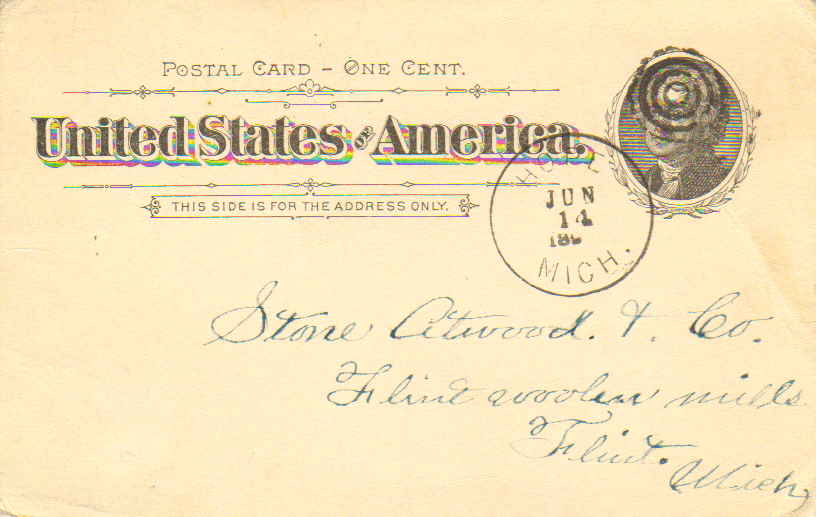 POSTAL CARD - ONE CENT.
United States OF America.
THIS SIDE IS FOR THE ADDRESS ONLY.
JUN
14
MICH.
Stone Atwood. & Co.
Flint woolen mills
Flint.
Mich